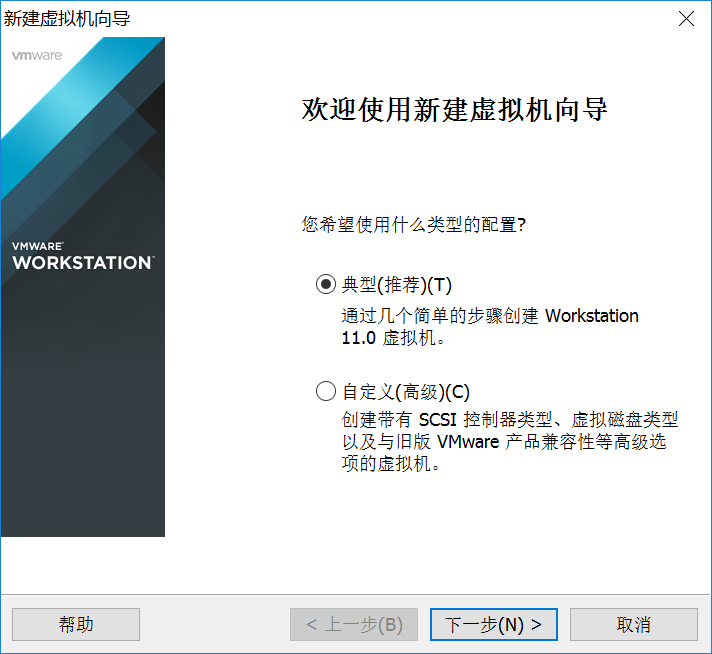 新建虚拟机向导
vmware
欢迎使用新建虚拟机向导
您希望使用什么类型的配置?
VMWARE®
WORKSTATION™
典型(推荐)(T)
通过几个简单的步骤创建 Workstation
11.0 虚拟机。
自定义(高级)(C)
创建带有 SCSI 控制器类型、虚拟磁盘类型
以及与旧版 VMware 产品兼容性等高级选
项的虚拟机。
帮助
< 上一步(B)
下一步(N) >
取消